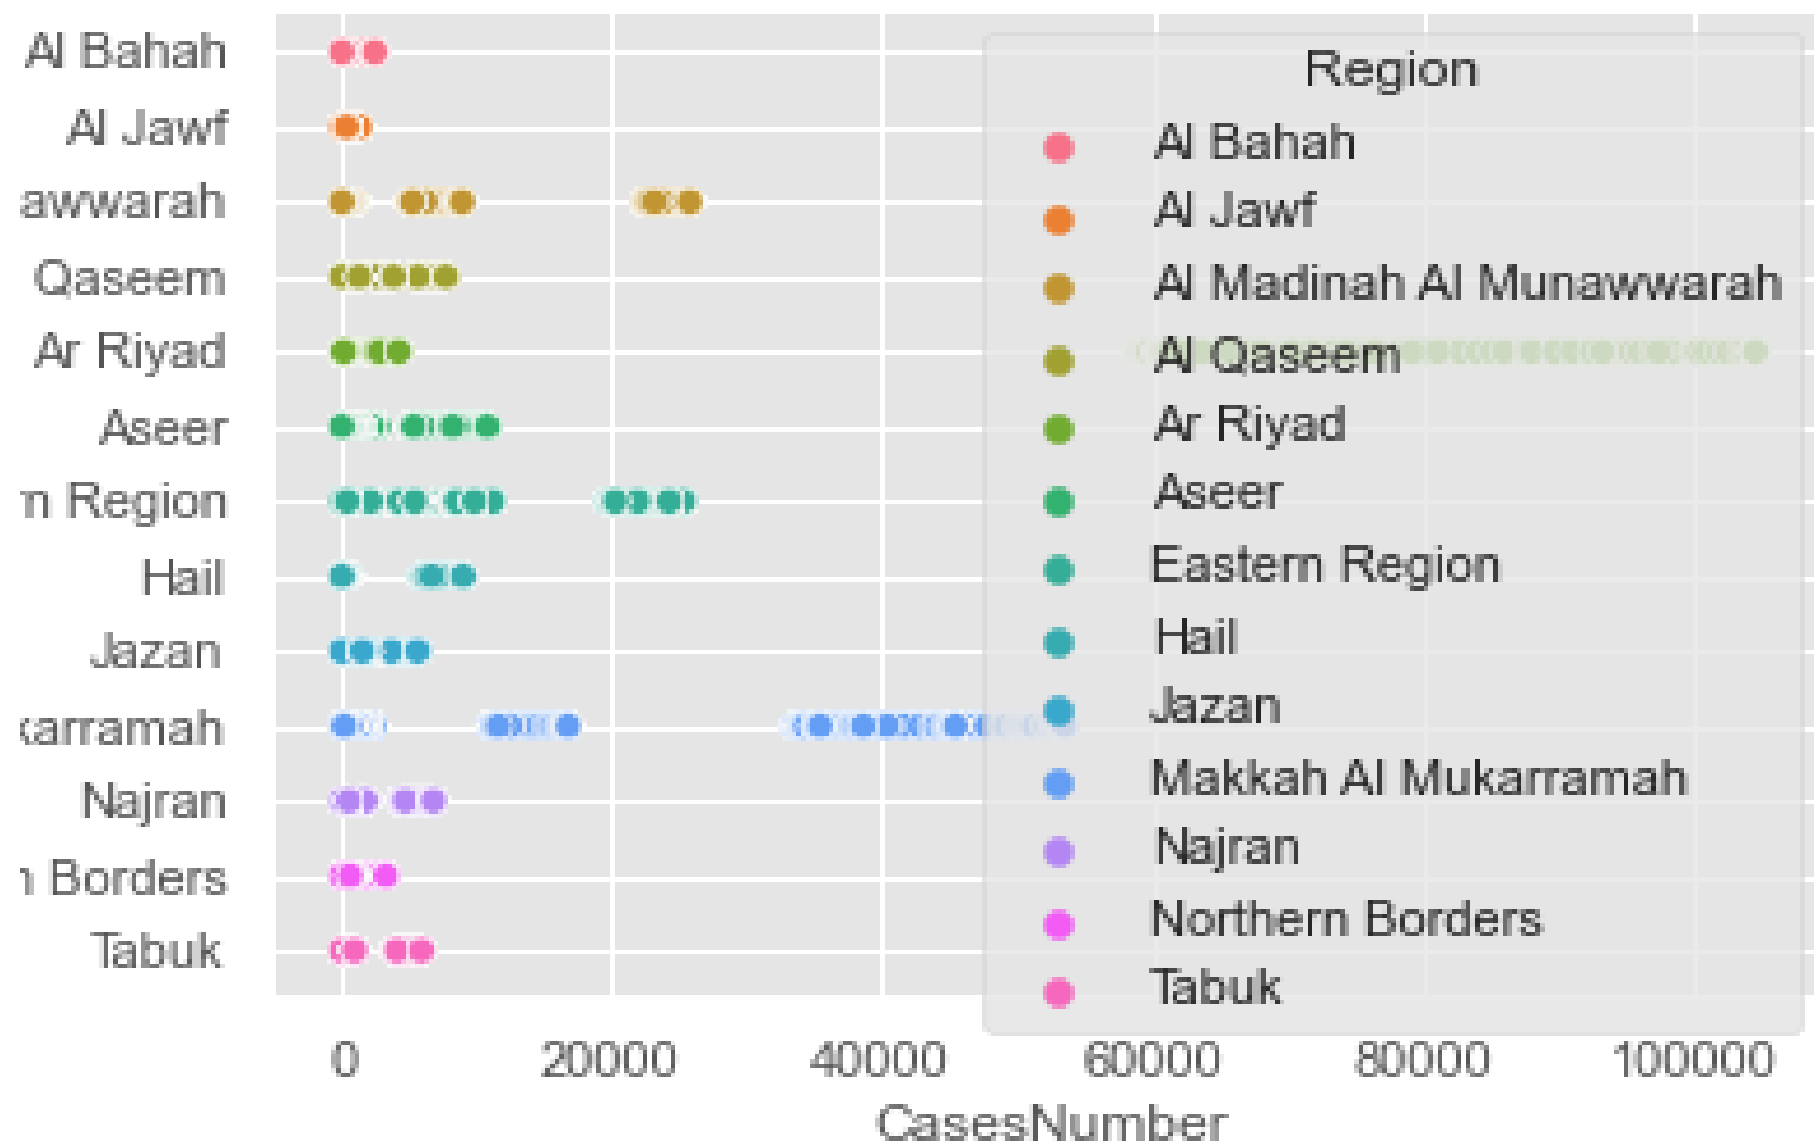 Al Bahah
Al Jawf
awwarah
Qaseem
Ar Riyad
Aseer
n Region
Hail
Jazan
karramah
Najran
n Borders
Tabuk
Region
Al Bahah
Al Jawf
Al Madinah Al Munawwarah
Al Qaseem
Ar Riyad
Aseer
Eastern Region
Hail
Jazan
Makkah Al Mukarramah
Najran
Northern Borders
Tabuk
0 20000 40000 60000 80000 100000
CasesNumber